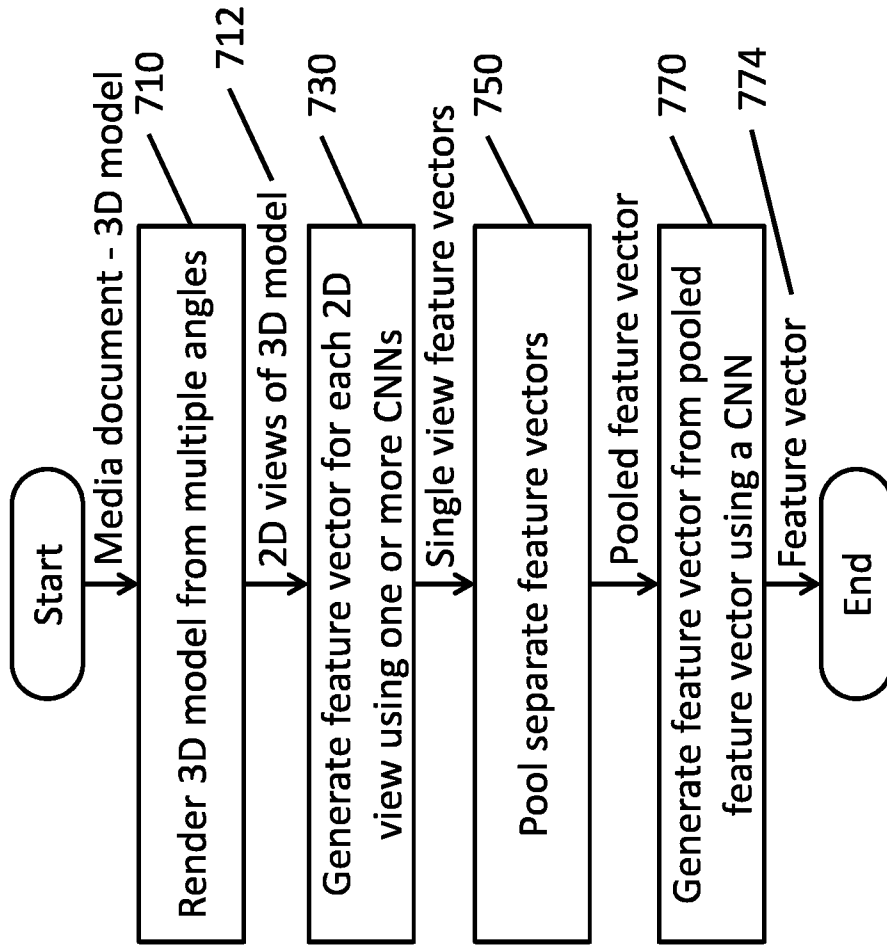 Start
Media document - 3D model
710
Render 3D model from multiple angles
712
2D views of 3D model
730
Generate feature vector for each 2D
view using one or more CNNs
Single view feature vectors
750
Pool separate feature vectors
Pooled feature vector
770
Generate feature vector from pooled
feature vector using a CNN
774
Feature vector
End